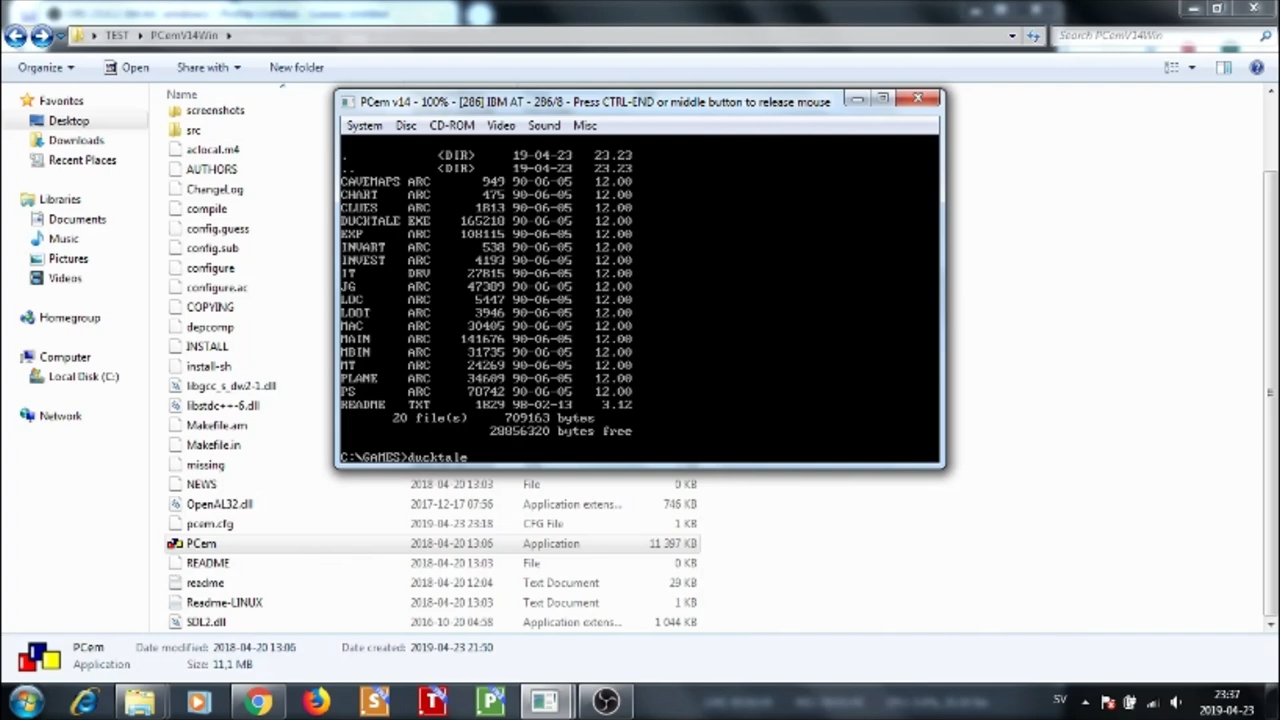 TEST PCemV14Win
Search PCemV14Win
Organize Open Share with New folder
Favorites
Desktop
Downloads
Recent Places
Libraries
Documents
Music
Pictures
Videos
Homegroup
Computer
Local Disk (C:)
Network
Name
screenshots
src
aclocal.m4
AUTHORS
ChangeLog
compile
config.guess
config.sub
configure
configure.ac
COPYING
depcomp
INSTALL
install-sh
libgcc_s_dw2-1.dll
libstdc++-6.dll
Makefile.am
Makefile.in
missing
NEWS 2018-04-20 13:03 File 0 KB
OpenAL32.dll 2017-12-17 07:56 Application extens... 746 KB
pcem.cfg 2019-04-23 23:18 CFG File 1 KB
PCem 2018-04-20 13:06 Application 11 397 KB
README 2018-04-20 13:03 File 0 KB
readme 2018-04-20 12:04 Text Document 29 KB
Readme-LINUX 2018-04-20 13:03 Text Document 1 KB
SDL2.dll 2016-10-20 04:58 Application extens... 1 044 KB
PCem v14 - 100% - [286] IBM AT - 286/8 - Press CTRL-END or middle button to release mouse
System Disc CD-ROM Video Sound Misc
. <DIR> 19-04-23 23.23
.. <DIR> 19-04-23 23.23
CAVEMAPS ARC 949 90-06-05 12.00
CHART ARC 475 90-06-05 12.00
CLUES ARC 1813 90-06-05 12.00
DUCKTALE EXE 165218 90-06-05 12.00
EXP ARC 108115 90-06-05 12.00
INVART ARC 538 90-06-05 12.00
INVEST ARC 4193 90-06-05 12.00
IT DRV 27815 90-06-05 12.00
JG ARC 47389 90-06-05 12.00
LDC ARC 5447 90-06-05 12.00
LOOT ARC 3946 90-06-05 12.00
MAC ARC 30405 90-06-05 12.00
MAIN ARC 141676 90-06-05 12.00
MBIN ARC 31735 90-06-05 12.00
MT ARC 24269 90-06-05 12.00
PLANE ARC 34609 90-06-05 12.00
PS ARC 70742 90-06-05 12.00
README TXT 1829 98-02-13 3.12
20 file(s) 709163 bytes
28856320 bytes free
C:\GAMES>ducktale
PCem Date modified: 2018-04-20 13:06 Date created: 2019-04-23 21:50
Application Size: 11,1 MB
SV
23:37
2019-04-23